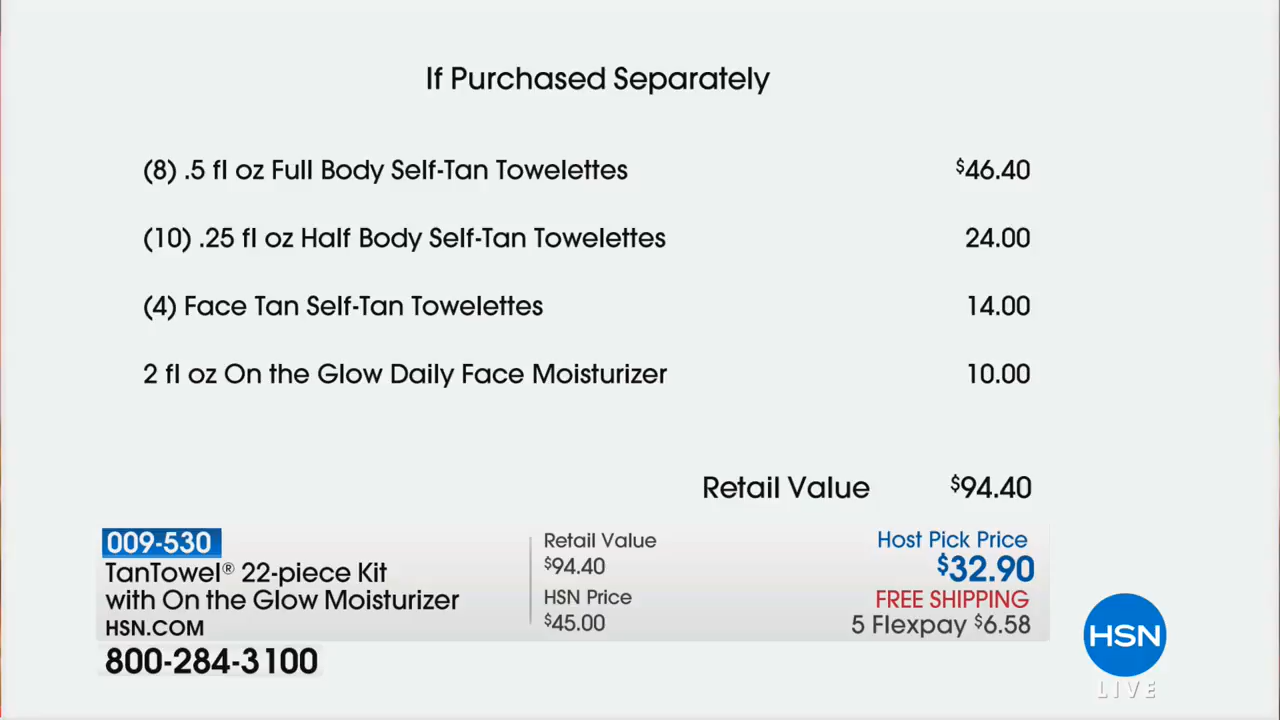 If Purchased Separately
(8) .5 fl oz Full Body Self-Tan Towelettes $46.40
(10) .25 fl oz Half Body Self-Tan Towelettes 24.00
(4) Face Tan Self-Tan Towelettes 14.00
2 fl oz On the Glow Daily Face Moisturizer 10.00
Retail Value $94.40
009-530
TanTowel® 22-piece Kit
with On the Glow Moisturizer
HSN.COM
800-284-3100
Retail Value
$94.40
HSN Price
$45.00
Host Pick Price
$32.90
FREE SHIPPING
5 Flexpay $6.58
HSN
LIVE